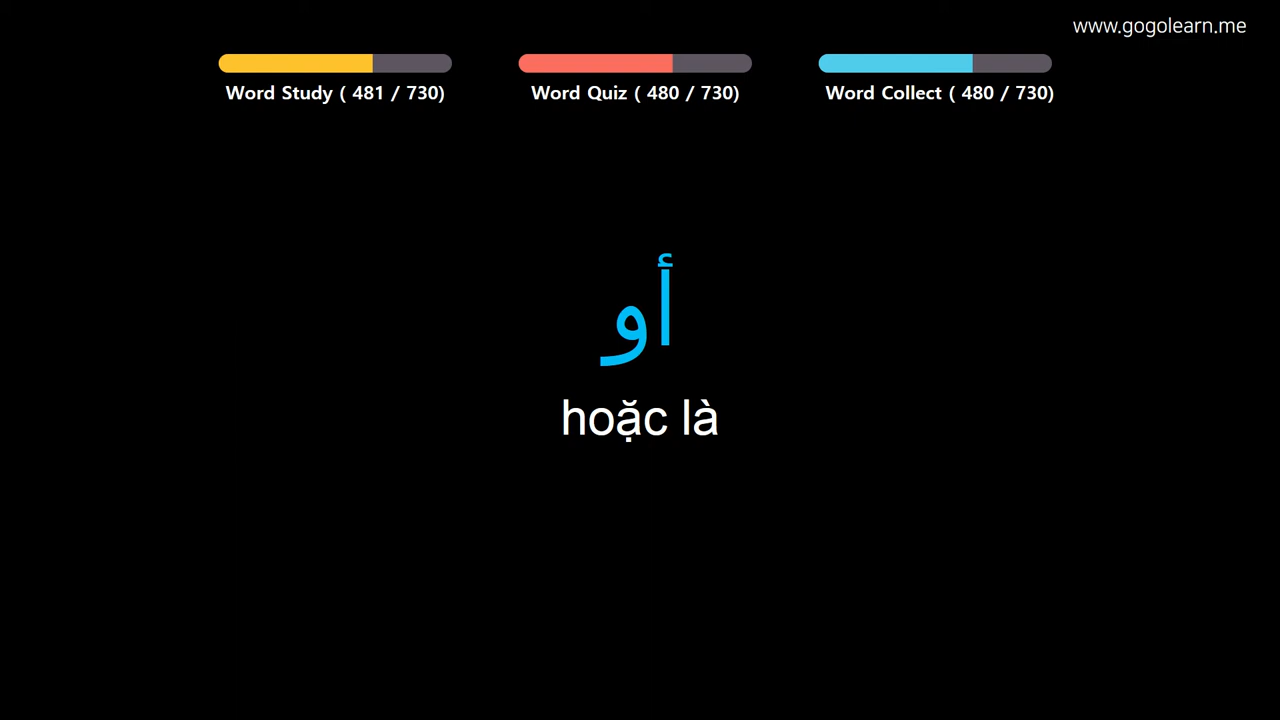 www.gogolearn.me
Word Study ( 481 / 730)
Word Quiz ( 480 / 730)
Word Collect ( 480 / 730)
أو
hoặc là